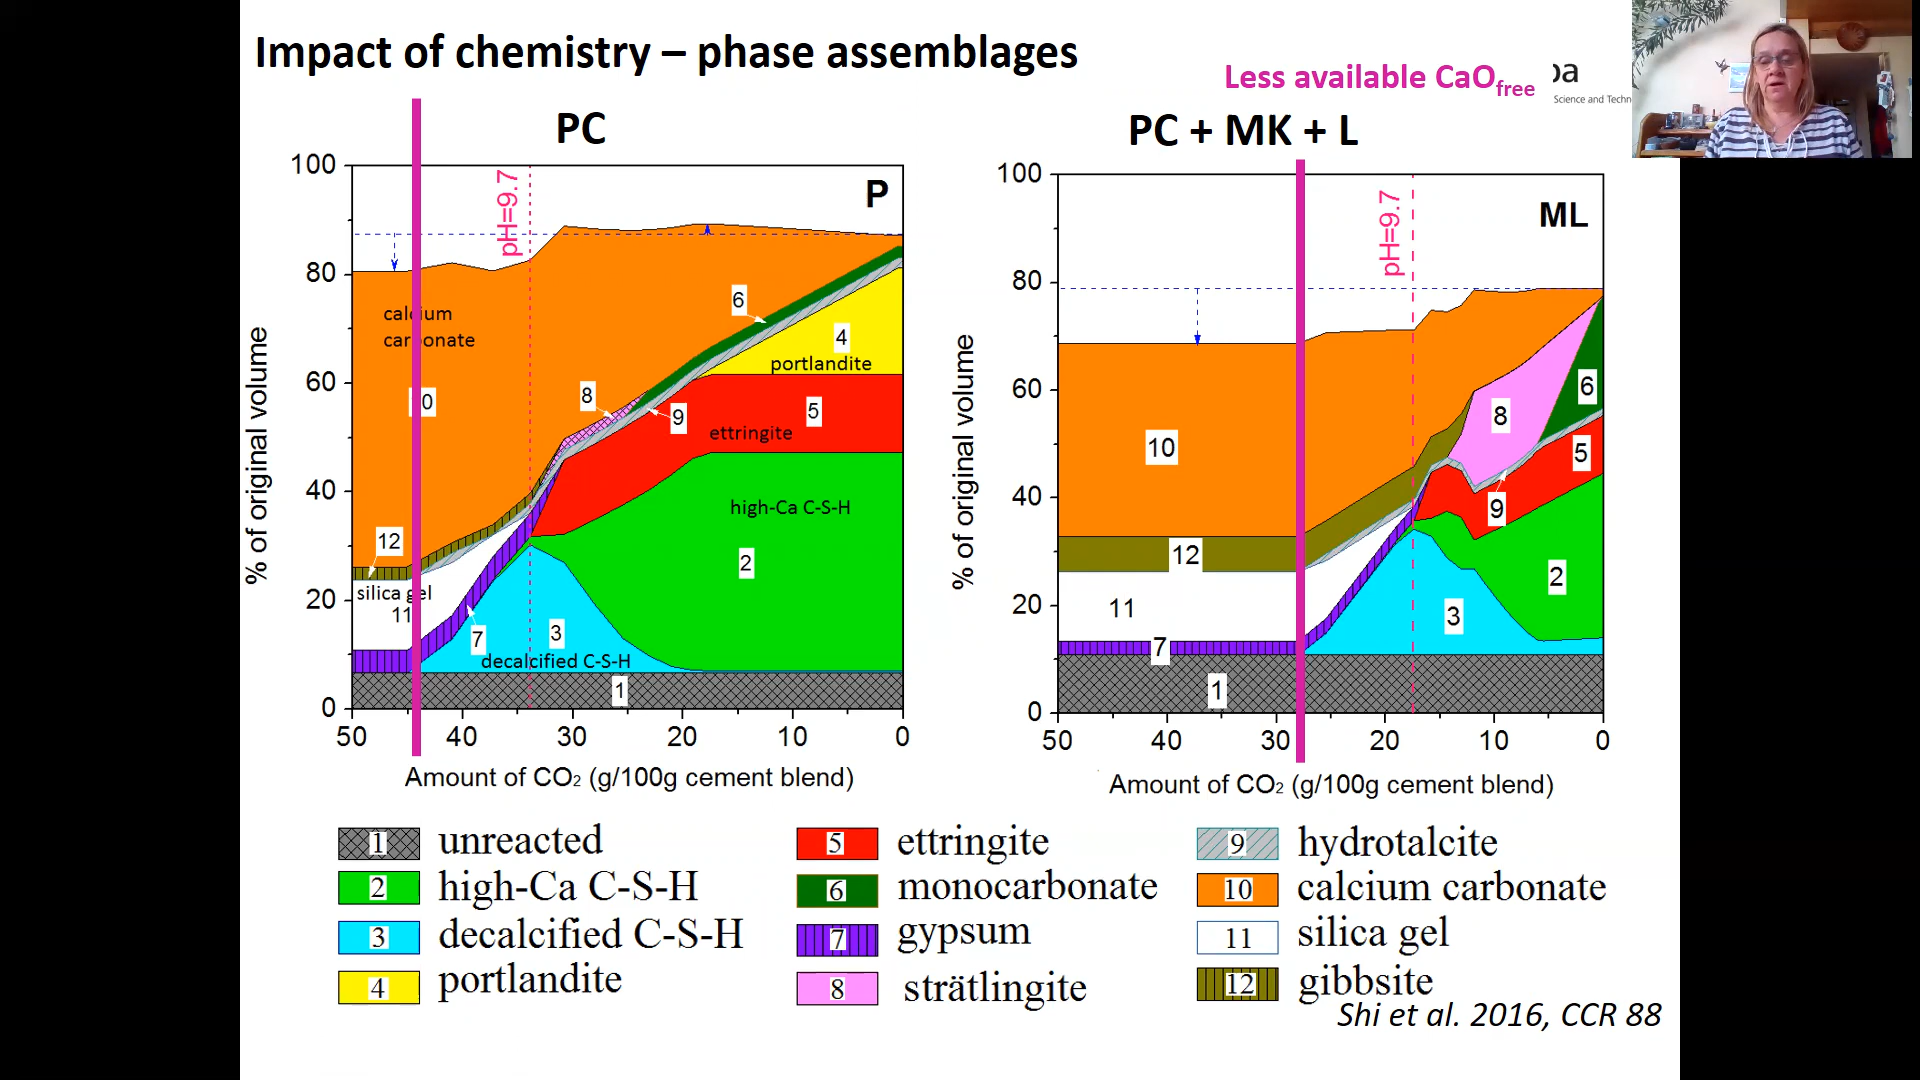 Impact of chemistry – phase assemblages
Less available CaOfree
Science and Techn
PC
PC + MK + L
100
80
60
40
20
0
% of original volume
pH=9.7
P
calcium
carbonate
6
4
portlandite
8
9
5
ettringite
high-Ca C-S-H
2
12
silica gel
11
7
3
decalcified C-S-H
1
50
40
30
20
10
0
Amount of CO2 (g/100g cement blend)
100
80
60
40
20
0
% of original volume
pH=9.7
ML
10
8
6
5
9
12
2
11
3
7
1
50
40
30
20
10
0
Amount of CO2 (g/100g cement blend)
1 unreacted
2 high-Ca C-S-H
3 decalcified C-S-H
4 portlandite
5 ettringite
6 monocarbonate
7 gypsum
8 strätlingite
9 hydrotalcite
10 calcium carbonate
11 silica gel
12 gibbsite
Shi et al. 2016, CCR 88